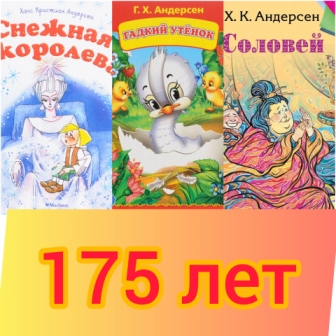 Ханс Кристиан Андерсен
Снежная
королева
Г. Х. Андерсен
ГАДКИЙ УТЁНОК
Х. К. Андерсен
Соловей
175 лет